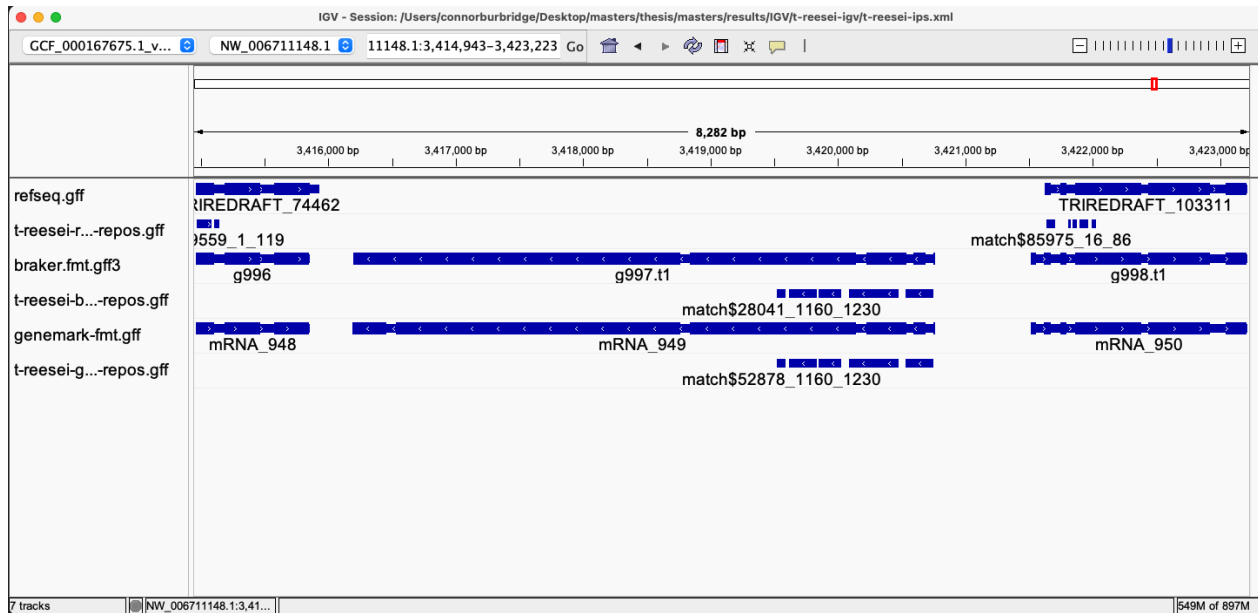 IGV - Session: /Users/connorburbridge/Desktop/masters/thesis/masters/results/IGV/t-reesei-igv/t-reesei-ips.xml
GCF_000167675.1_v... NW_006711148.1 11148.1:3,414,943-3,423,223 Go
8,282 bp
3,416,000 bp 3,417,000 bp 3,418,000 bp 3,419,000 bp 3,420,000 bp 3,421,000 bp 3,422,000 bp 3,423,000 bp
refseq.gff
RIREDRAFT_74462 TRIREDRAFT_103311
t-reesei-r...-repos.gff
9559_1_119 match$85975_16_86
braker.fmt.gff3
g996 g997.t1 g998.t1
t-reesei-b...-repos.gff
match$28041_1160_1230
genemark-fmt.gff
mRNA_948 mRNA_949 mRNA_950
t-reesei-g...-repos.gff
match$52878_1160_1230
7 tracks NW_006711148.1:3,41... 549M of 897M